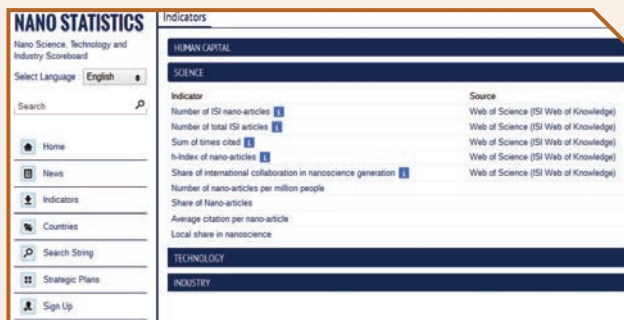 NANO STATISTICS
Nano Science, Technology and
Industry Scoreboard
Select Language : English
Search
Home
News
Indicators
Countries
Search String
Strategic Plans
Sign Up
Indicators
HUMAN CAPITAL
SCIENCE
Indicator Source
Number of ISI nano-articles i Web of Science (ISI Web of Knowledge)
Number of total ISI articles i Web of Science (ISI Web of Knowledge)
Sum of times cited i Web of Science (ISI Web of Knowledge)
h-Index of nano-articles i Web of Science (ISI Web of Knowledge)
Share of international collaboration in nanoscience generation i Web of Science (ISI Web of Knowledge)
Number of nano-articles per million people
Share of Nano-articles
Average citation per nano-article
Local share in nanoscience
TECHNOLOGY
INDUSTRY